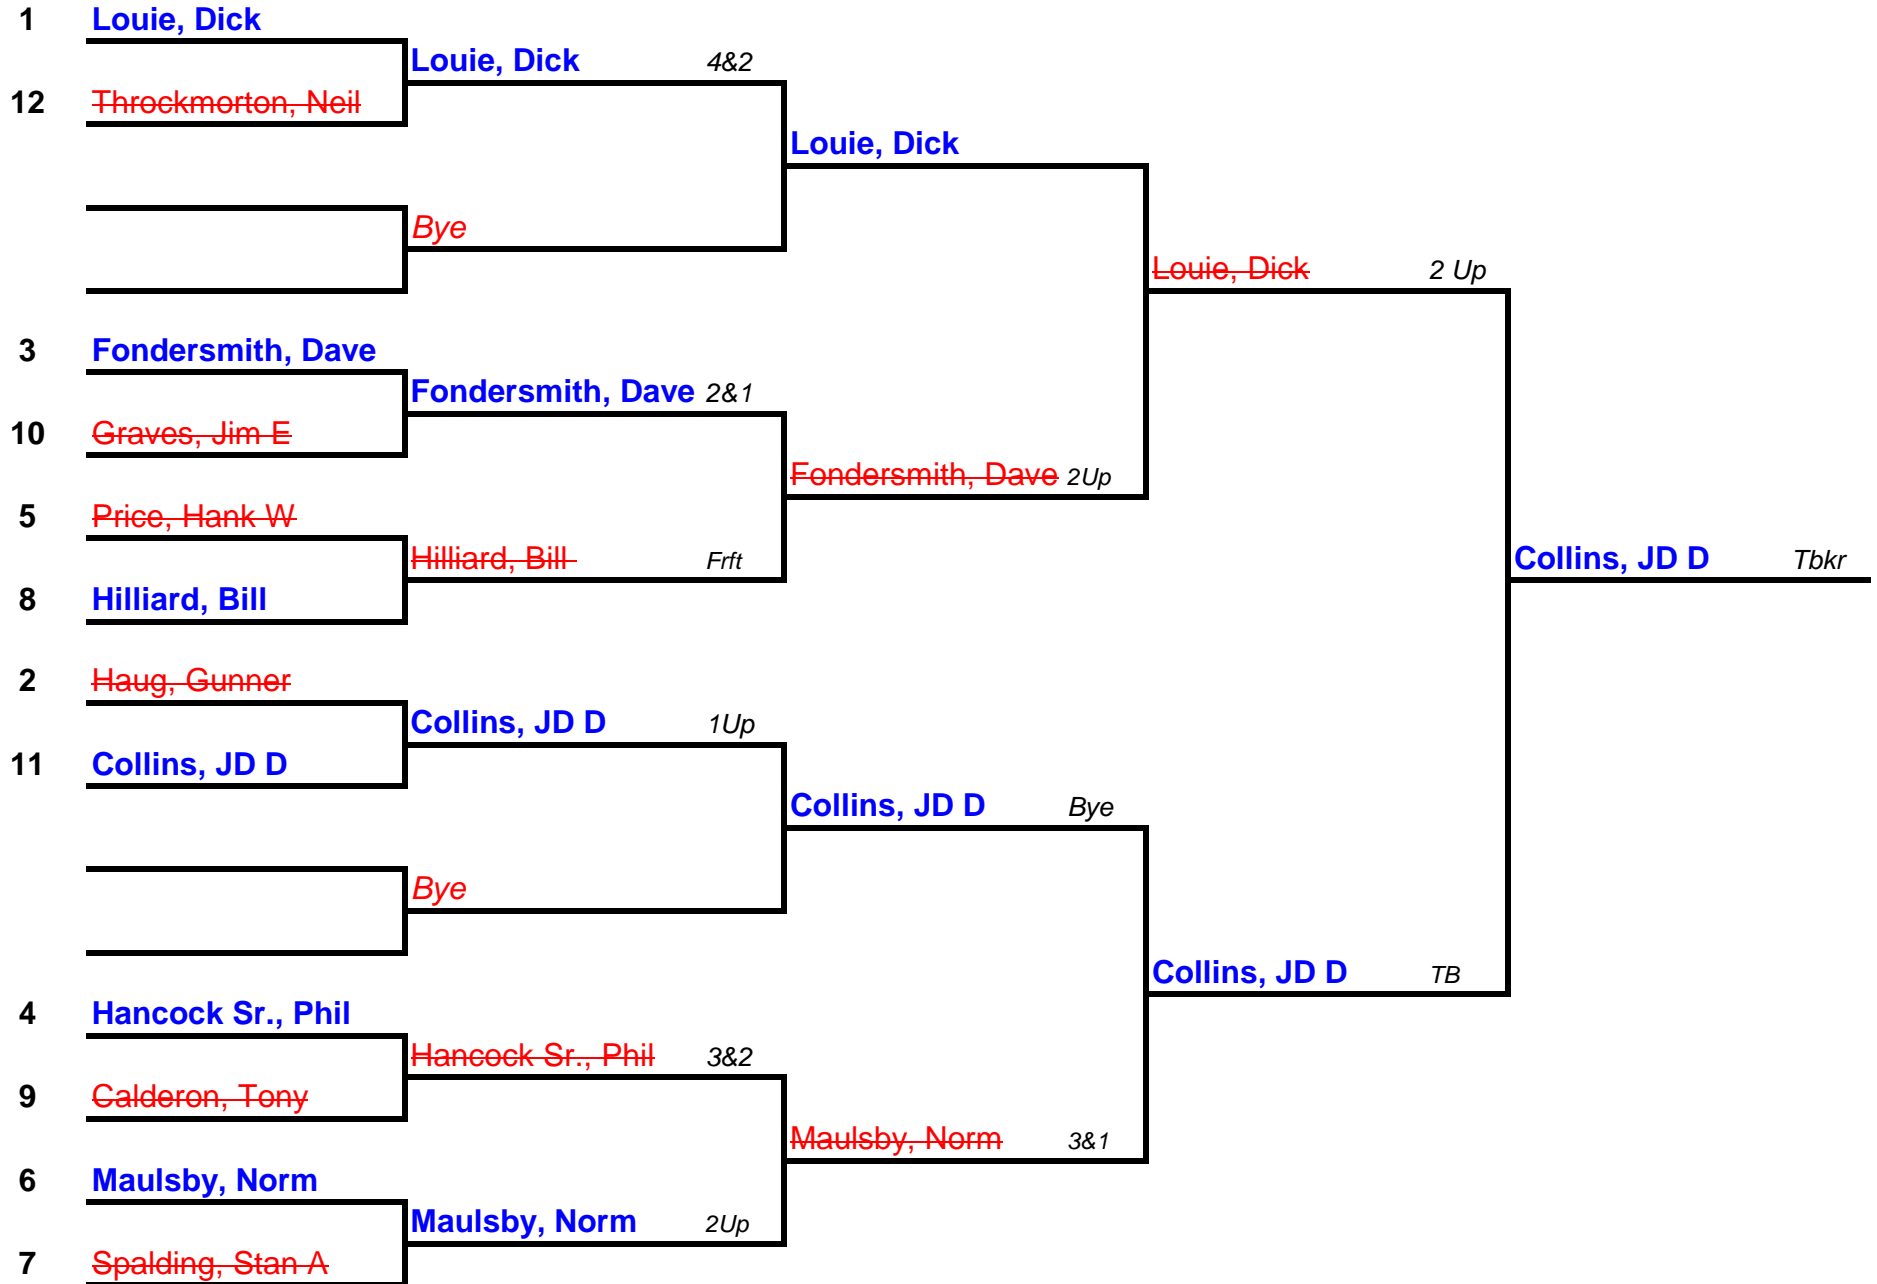 1 Louie, Dick
Louie, Dick 4&2
12 Throckmorton, Neil
Louie, Dick
Bye
Louie, Dick 2 Up
3 Fondersmith, Dave
Fondersmith, Dave 2&1
10 Graves, Jim E
Fondersmith, Dave 2Up
5 Price, Hank W
Hilliard, Bill Frft
Collins, JD D Tbkr
8 Hilliard, Bill
2 Haug, Gunner
Collins, JD D 1Up
11 Collins, JD D
Collins, JD D Bye
Bye
Collins, JD D TB
4 Hancock Sr., Phil
Hancock Sr., Phil 3&2
9 Calderon, Tony
Maulsby, Norm 3&1
6 Maulsby, Norm
Maulsby, Norm 2Up
7 Spalding, Stan A